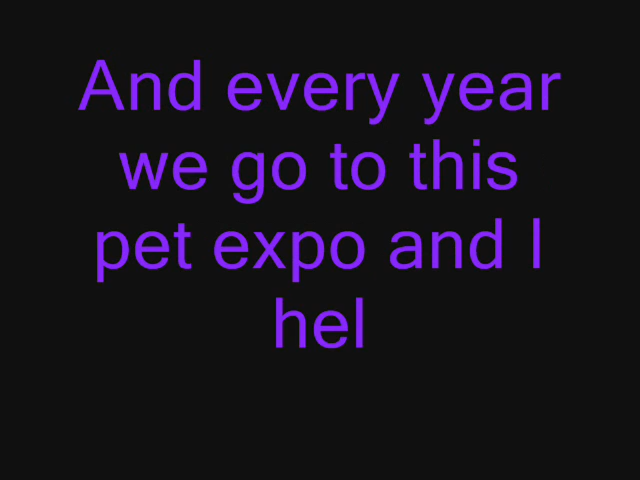 And every year
we go to this
pet expo and I
hel